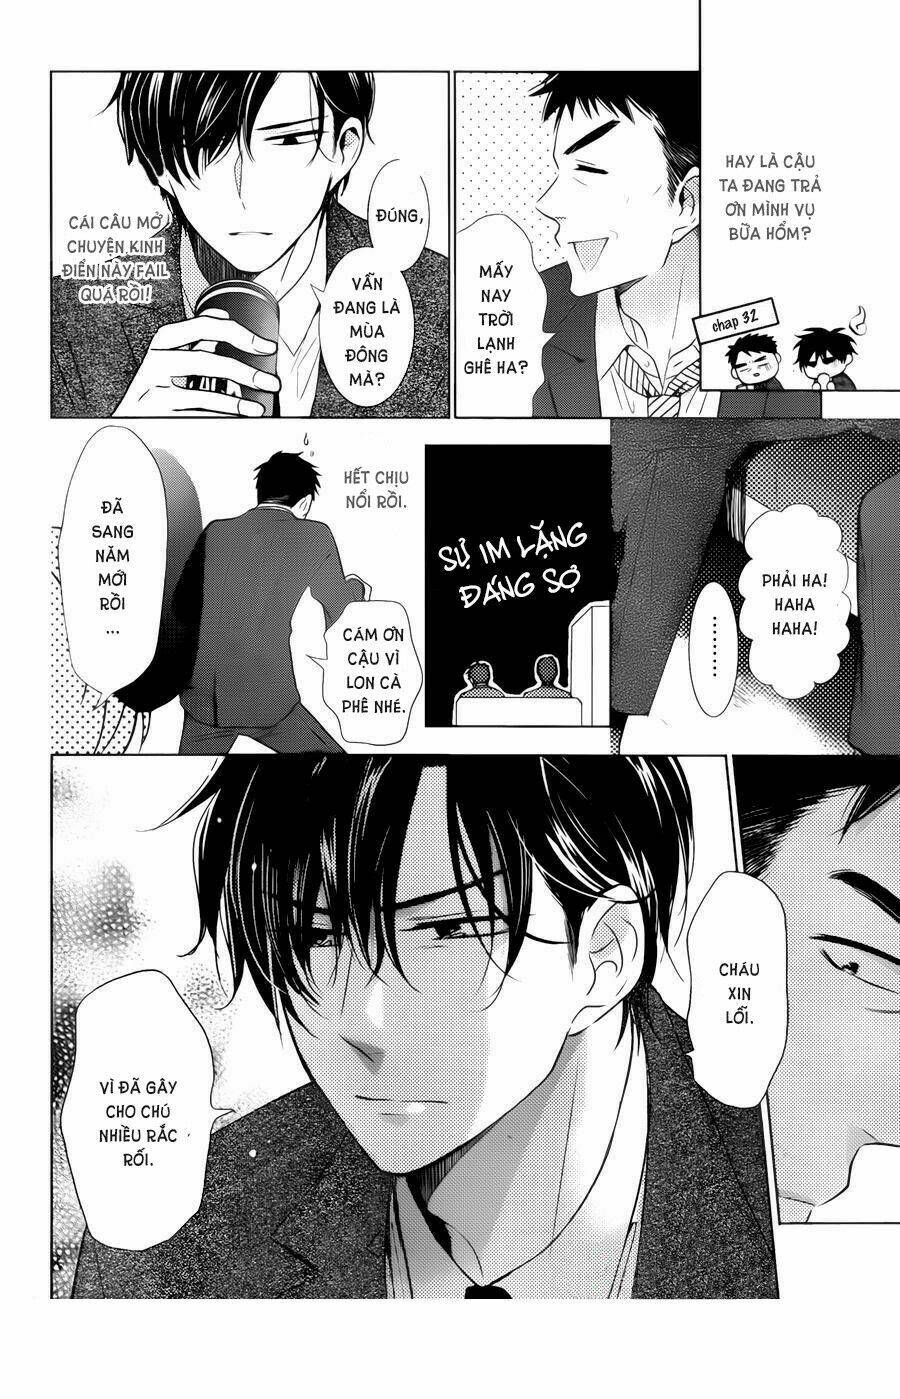 HAY LÀ CẬU
TA ĐANG TRẢ
ƠN MÌNH VỤ
BỮA HỔM?
chap 32
MẤY
NAY
TRỜI
LẠNH
GHÊ HA?
ĐÚNG,
VẪN
ĐANG LÀ
MÙA
ĐÔNG
MÀ?
CÁI CÂU MỞ
CHUYỆN KINH
ĐIỂN NÀY FAIL
QUÁ RỒI!
PHẢI HA!
HAHA
HAHA!
........
SỰ IM LẶNG
ĐÁNG SỢ
HẾT CHỊU
NỔI RỒI.
CÁM ƠN
CẬU VÌ
LON CÀ
PHÊ NHÉ.
ĐÃ
SANG
NĂM
MỚI
RỒI
...
CHÁU
XIN
LỖI.
VÌ ĐÃ GÂY
CHO CHÚ
NHIỀU RẮC
RỐI.